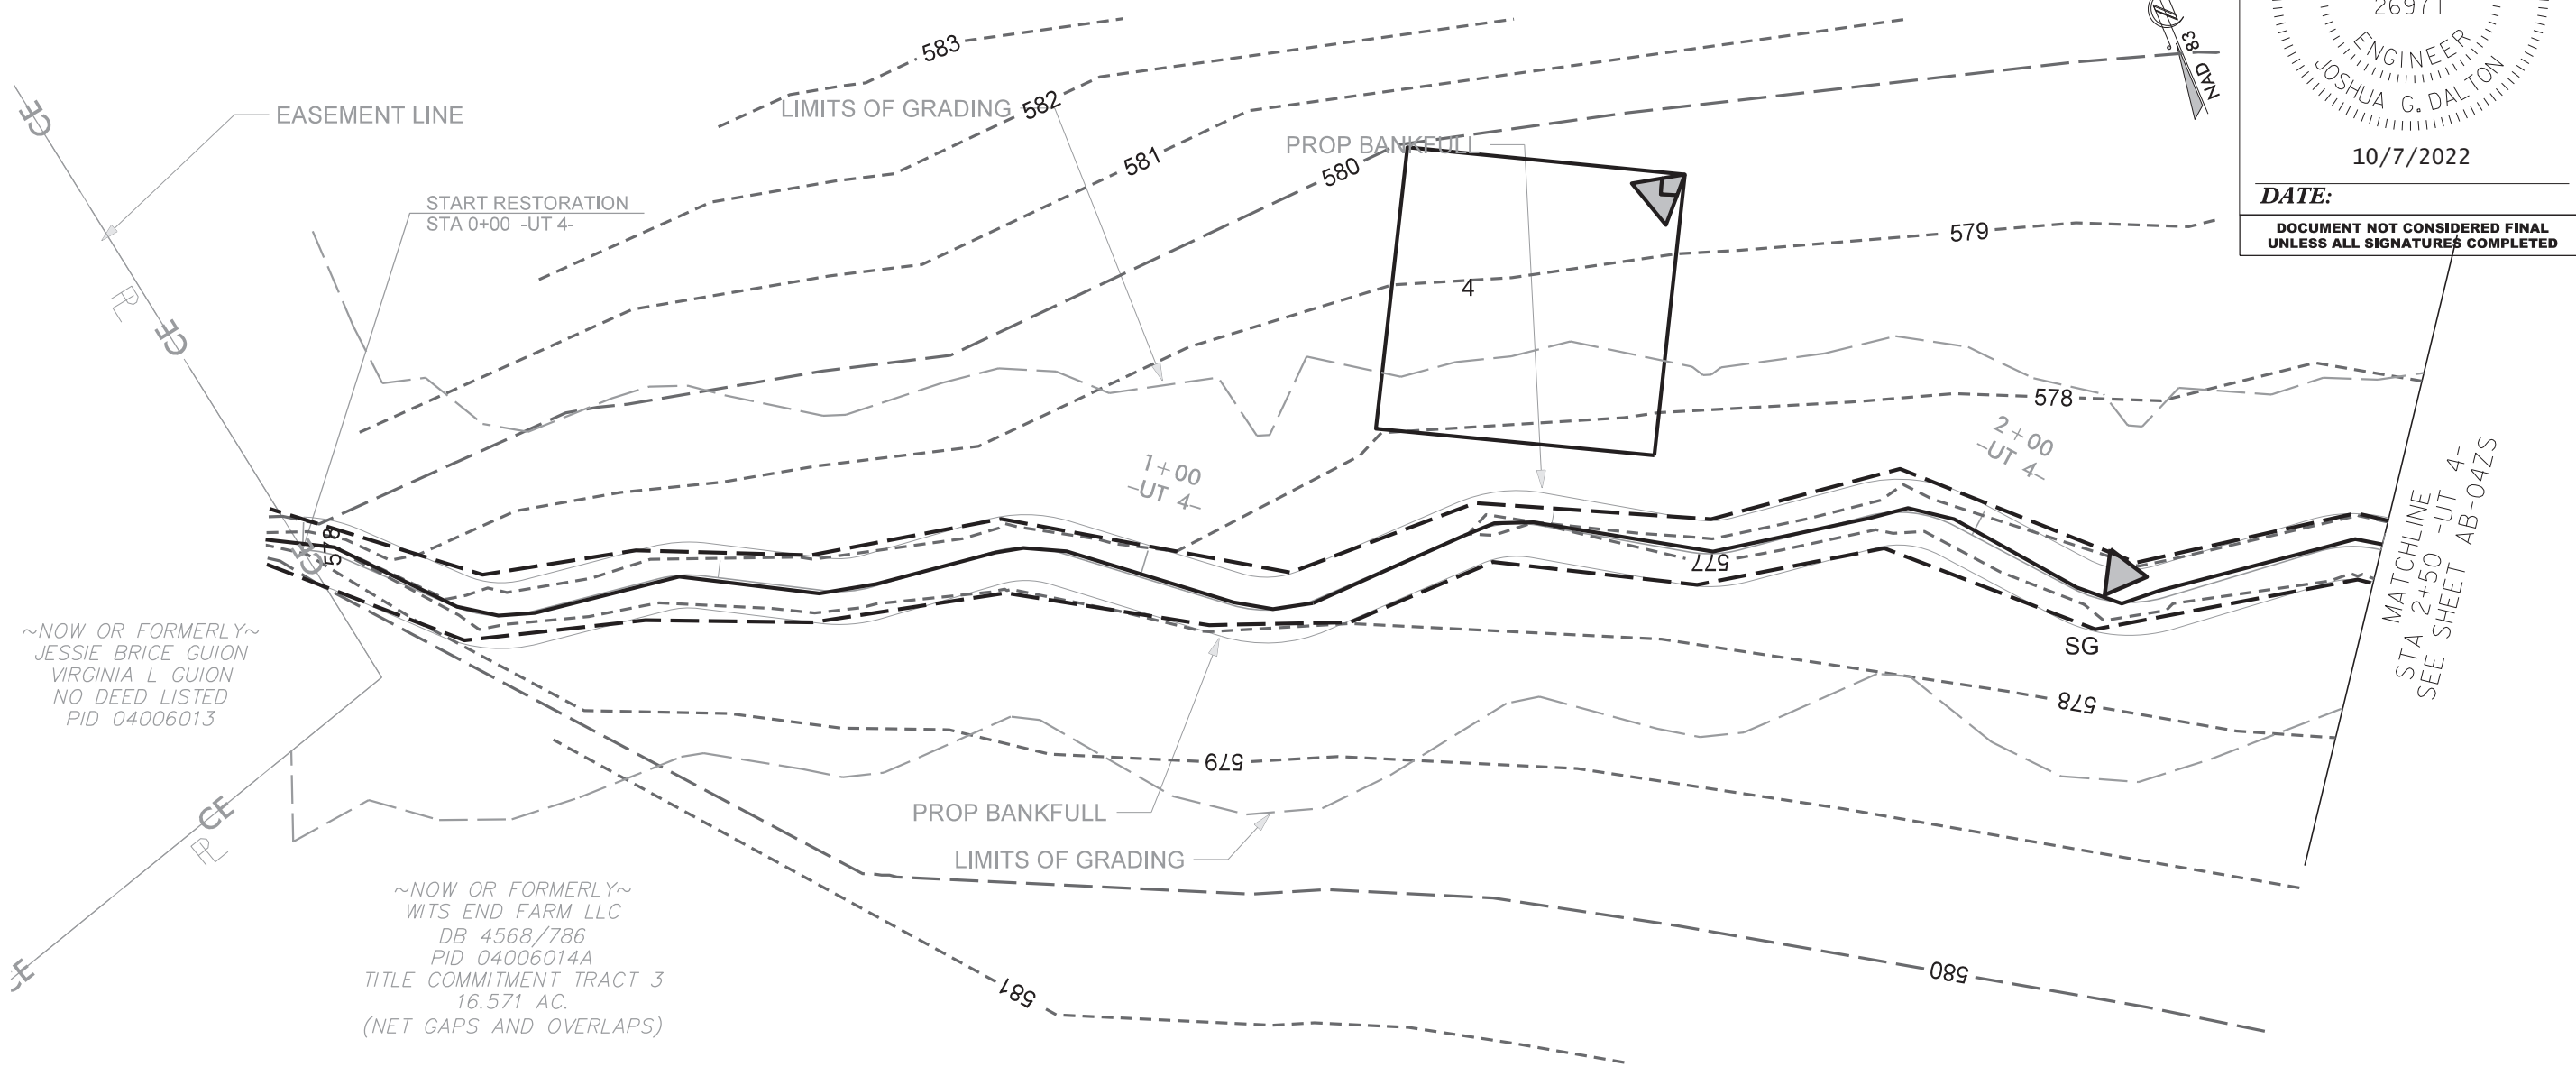 583
582
581
580
579
578
EASEMENT LINE
LIMITS OF GRADING
PROP BANKFULL
START RESTORATION
STA 0+00 -UT 4-
CE
CE
PL
4
1+00
-UT 4-
2+00
-UT 4-
NAD 83
26971
ENGINEER
JOSHUA G. DALTON
10/7/2022
DATE:
DOCUMENT NOT CONSIDERED FINAL
UNLESS ALL SIGNATURES COMPLETED
MATCHLINE
STA 2+50 -UT 4-
SEE SHEET AB-04ZS
578
CE
577
SG
578
579
580
581
PROP BANKFULL
LIMITS OF GRADING
~NOW OR FORMERLY~
JESSIE BRICE GUION
VIRGINIA L GUION
NO DEED LISTED
PID 04006013
CE
PL
CE
~NOW OR FORMERLY~
WITS END FARM LLC
DB 4568/786
PID 04006014A
TITLE COMMITMENT TRACT 3
16.571 AC.
(NET GAPS AND OVERLAPS)